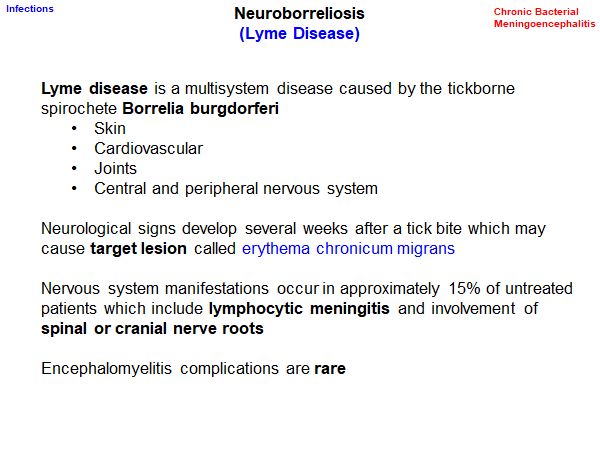 Infections
Neuroborreliosis
(Lyme Disease)
Chronic Bacterial
Meningoencephalitis
Lyme disease is a multisystem disease caused by the tickborne
spirochete Borrelia burgdorferi
• Skin
• Cardiovascular
• Joints
• Central and peripheral nervous system
Neurological signs develop several weeks after a tick bite which may
cause target lesion called erythema chronicum migrans
Nervous system manifestations occur in approximately 15% of untreated
patients which include lymphocytic meningitis and involvement of
spinal or cranial nerve roots
Encephalomyelitis complications are rare